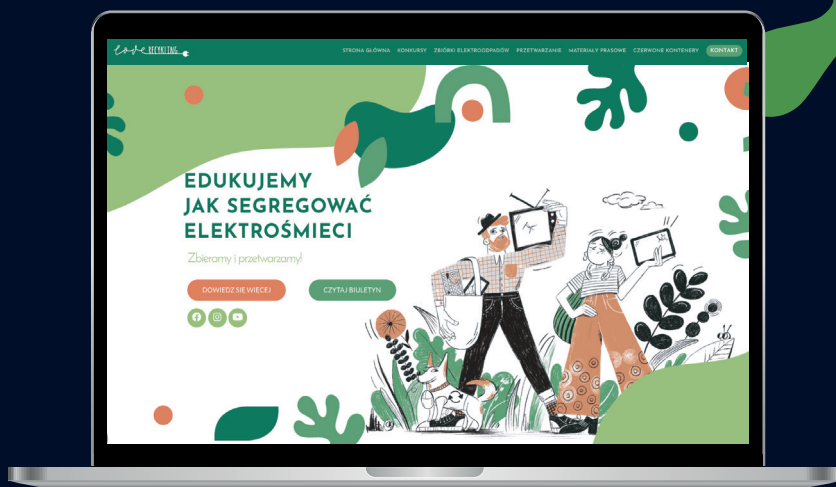 Love RECYKLING
STRONA GŁÓWNA KONKURSY ZBIÓRKI ELEKTROODPADÓW PRZETWARZANIE MATERIAŁY PRASOWE CZERWONE KONTENERY KONTAKT
EDUKUJEMY
JAK SEGREGOWAĆ
ELEKTROŚMIECI
Zbieramy i przetwarzamy!
DOWIEDZ SIĘ WIĘCEJ CZYTAJ BIULETYN